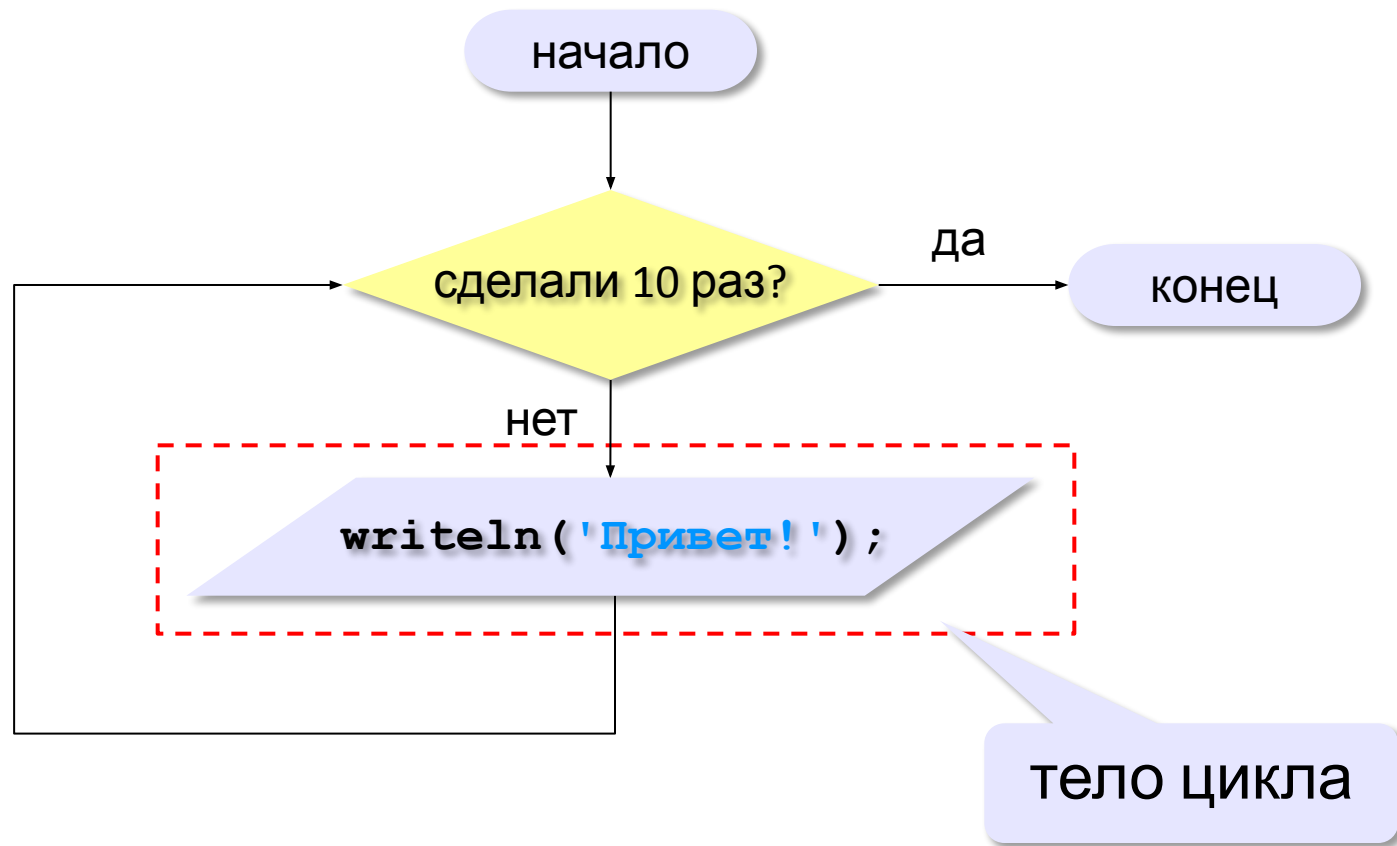 начало
сделали 10 раз?
да
конец
нет
writeln('Привет!');
тело цикла